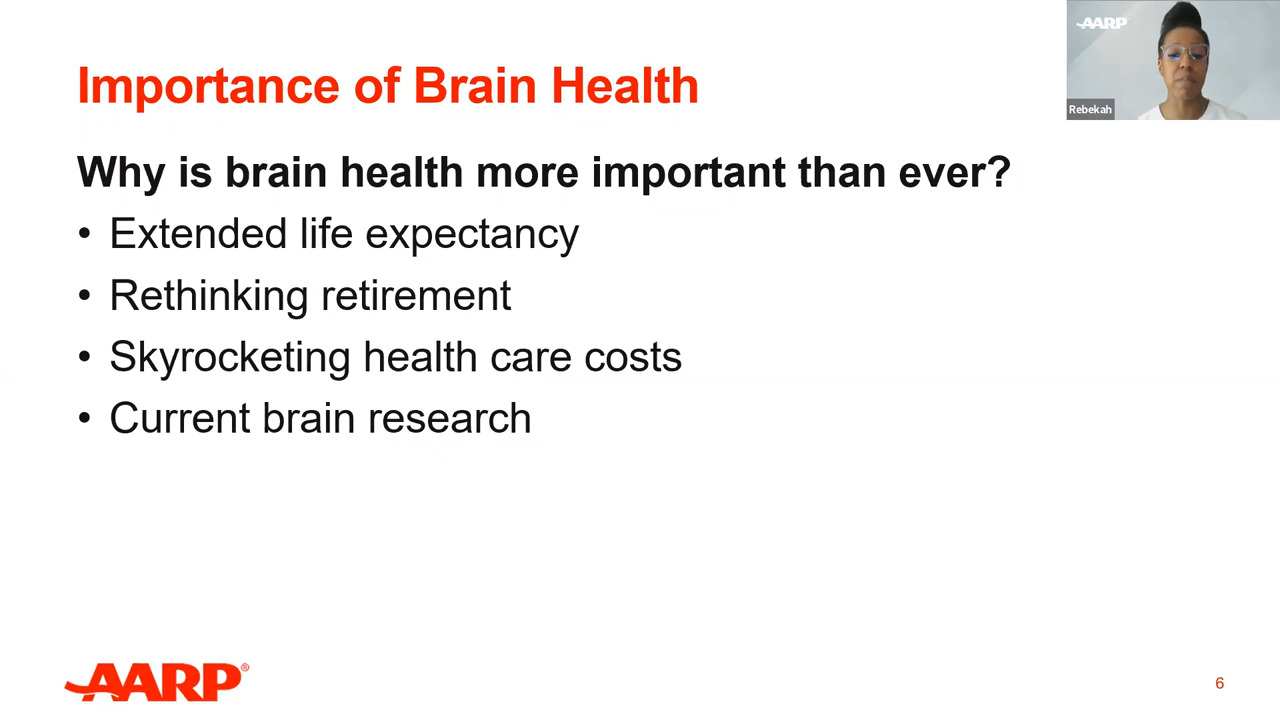 AARP
Rebekah
Importance of Brain Health
Why is brain health more important than ever?
• Extended life expectancy
• Rethinking retirement
• Skyrocketing health care costs
• Current brain research
AARP®
6